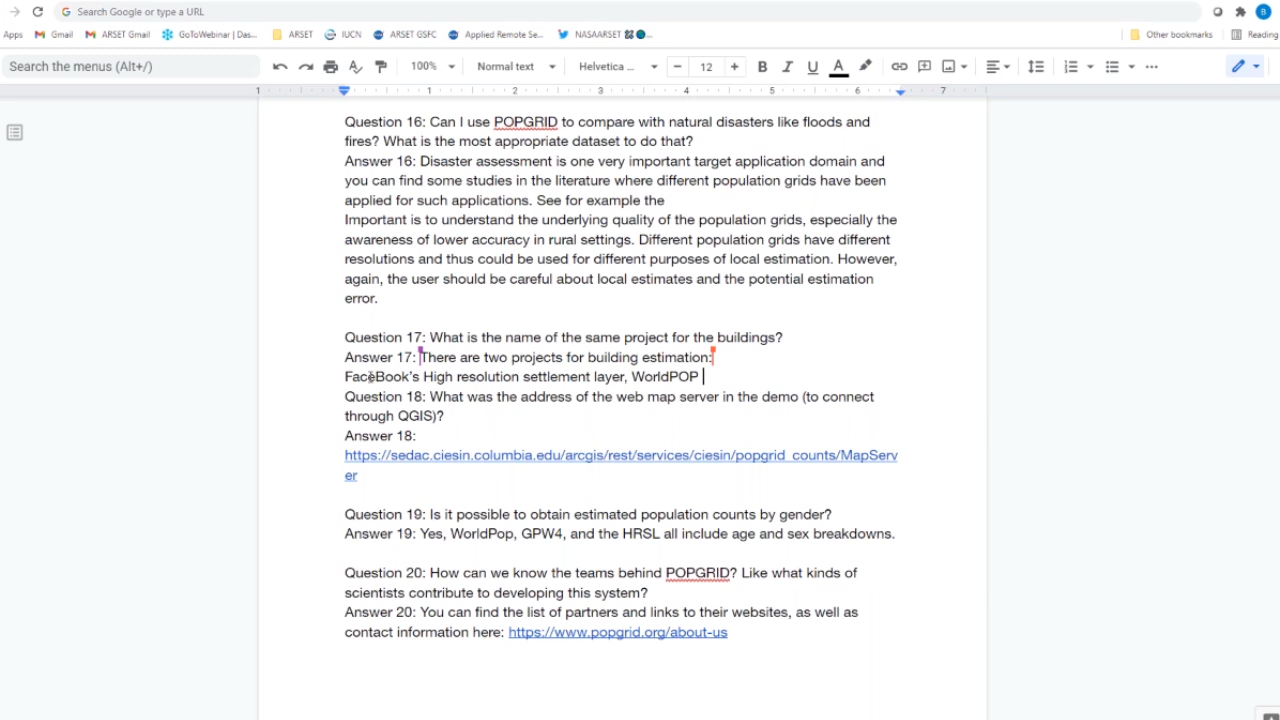 Search Google or type a URL
B
Apps
Gmail
ARSET Gmail
GoToWebinar | Das...
ARSET
IUCN
ARSET GSFC
Applied Remote Se...
NASAARSET
Other bookmarks
Reading
Search the menus (Alt+/)
100%
Normal text
Helvetica ...
12
B I U A
1 1 2 3 4 5 6 7
Question 16: Can I use POPGRID to compare with natural disasters like floods and
fires? What is the most appropriate dataset to do that?
Answer 16: Disaster assessment is one very important target application domain and
you can find some studies in the literature where different population grids have been
applied for such applications. See for example the
Important is to understand the underlying quality of the population grids, especially the
awareness of lower accuracy in rural settings. Different population grids have different
resolutions and thus could be used for different purposes of local estimation. However,
again, the user should be careful about local estimates and the potential estimation
error.
Question 17: What is the name of the same project for the buildings?
Answer 17: There are two projects for building estimation:
FaceBook's High resolution settlement layer, WorldPOP
Question 18: What was the address of the web map server in the demo (to connect
through QGIS)?
Answer 18:
https://sedac.ciesin.columbia.edu/arcgis/rest/services/ciesin/popgrid_counts/MapServ
er
Question 19: Is it possible to obtain estimated population counts by gender?
Answer 19: Yes, WorldPop, GPW4, and the HRSL all include age and sex breakdowns.
Question 20: How can we know the teams behind POPGRID? Like what kinds of
scientists contribute to developing this system?
Answer 20: You can find the list of partners and links to their websites, as well as
contact information here: https://www.popgrid.org/about-us